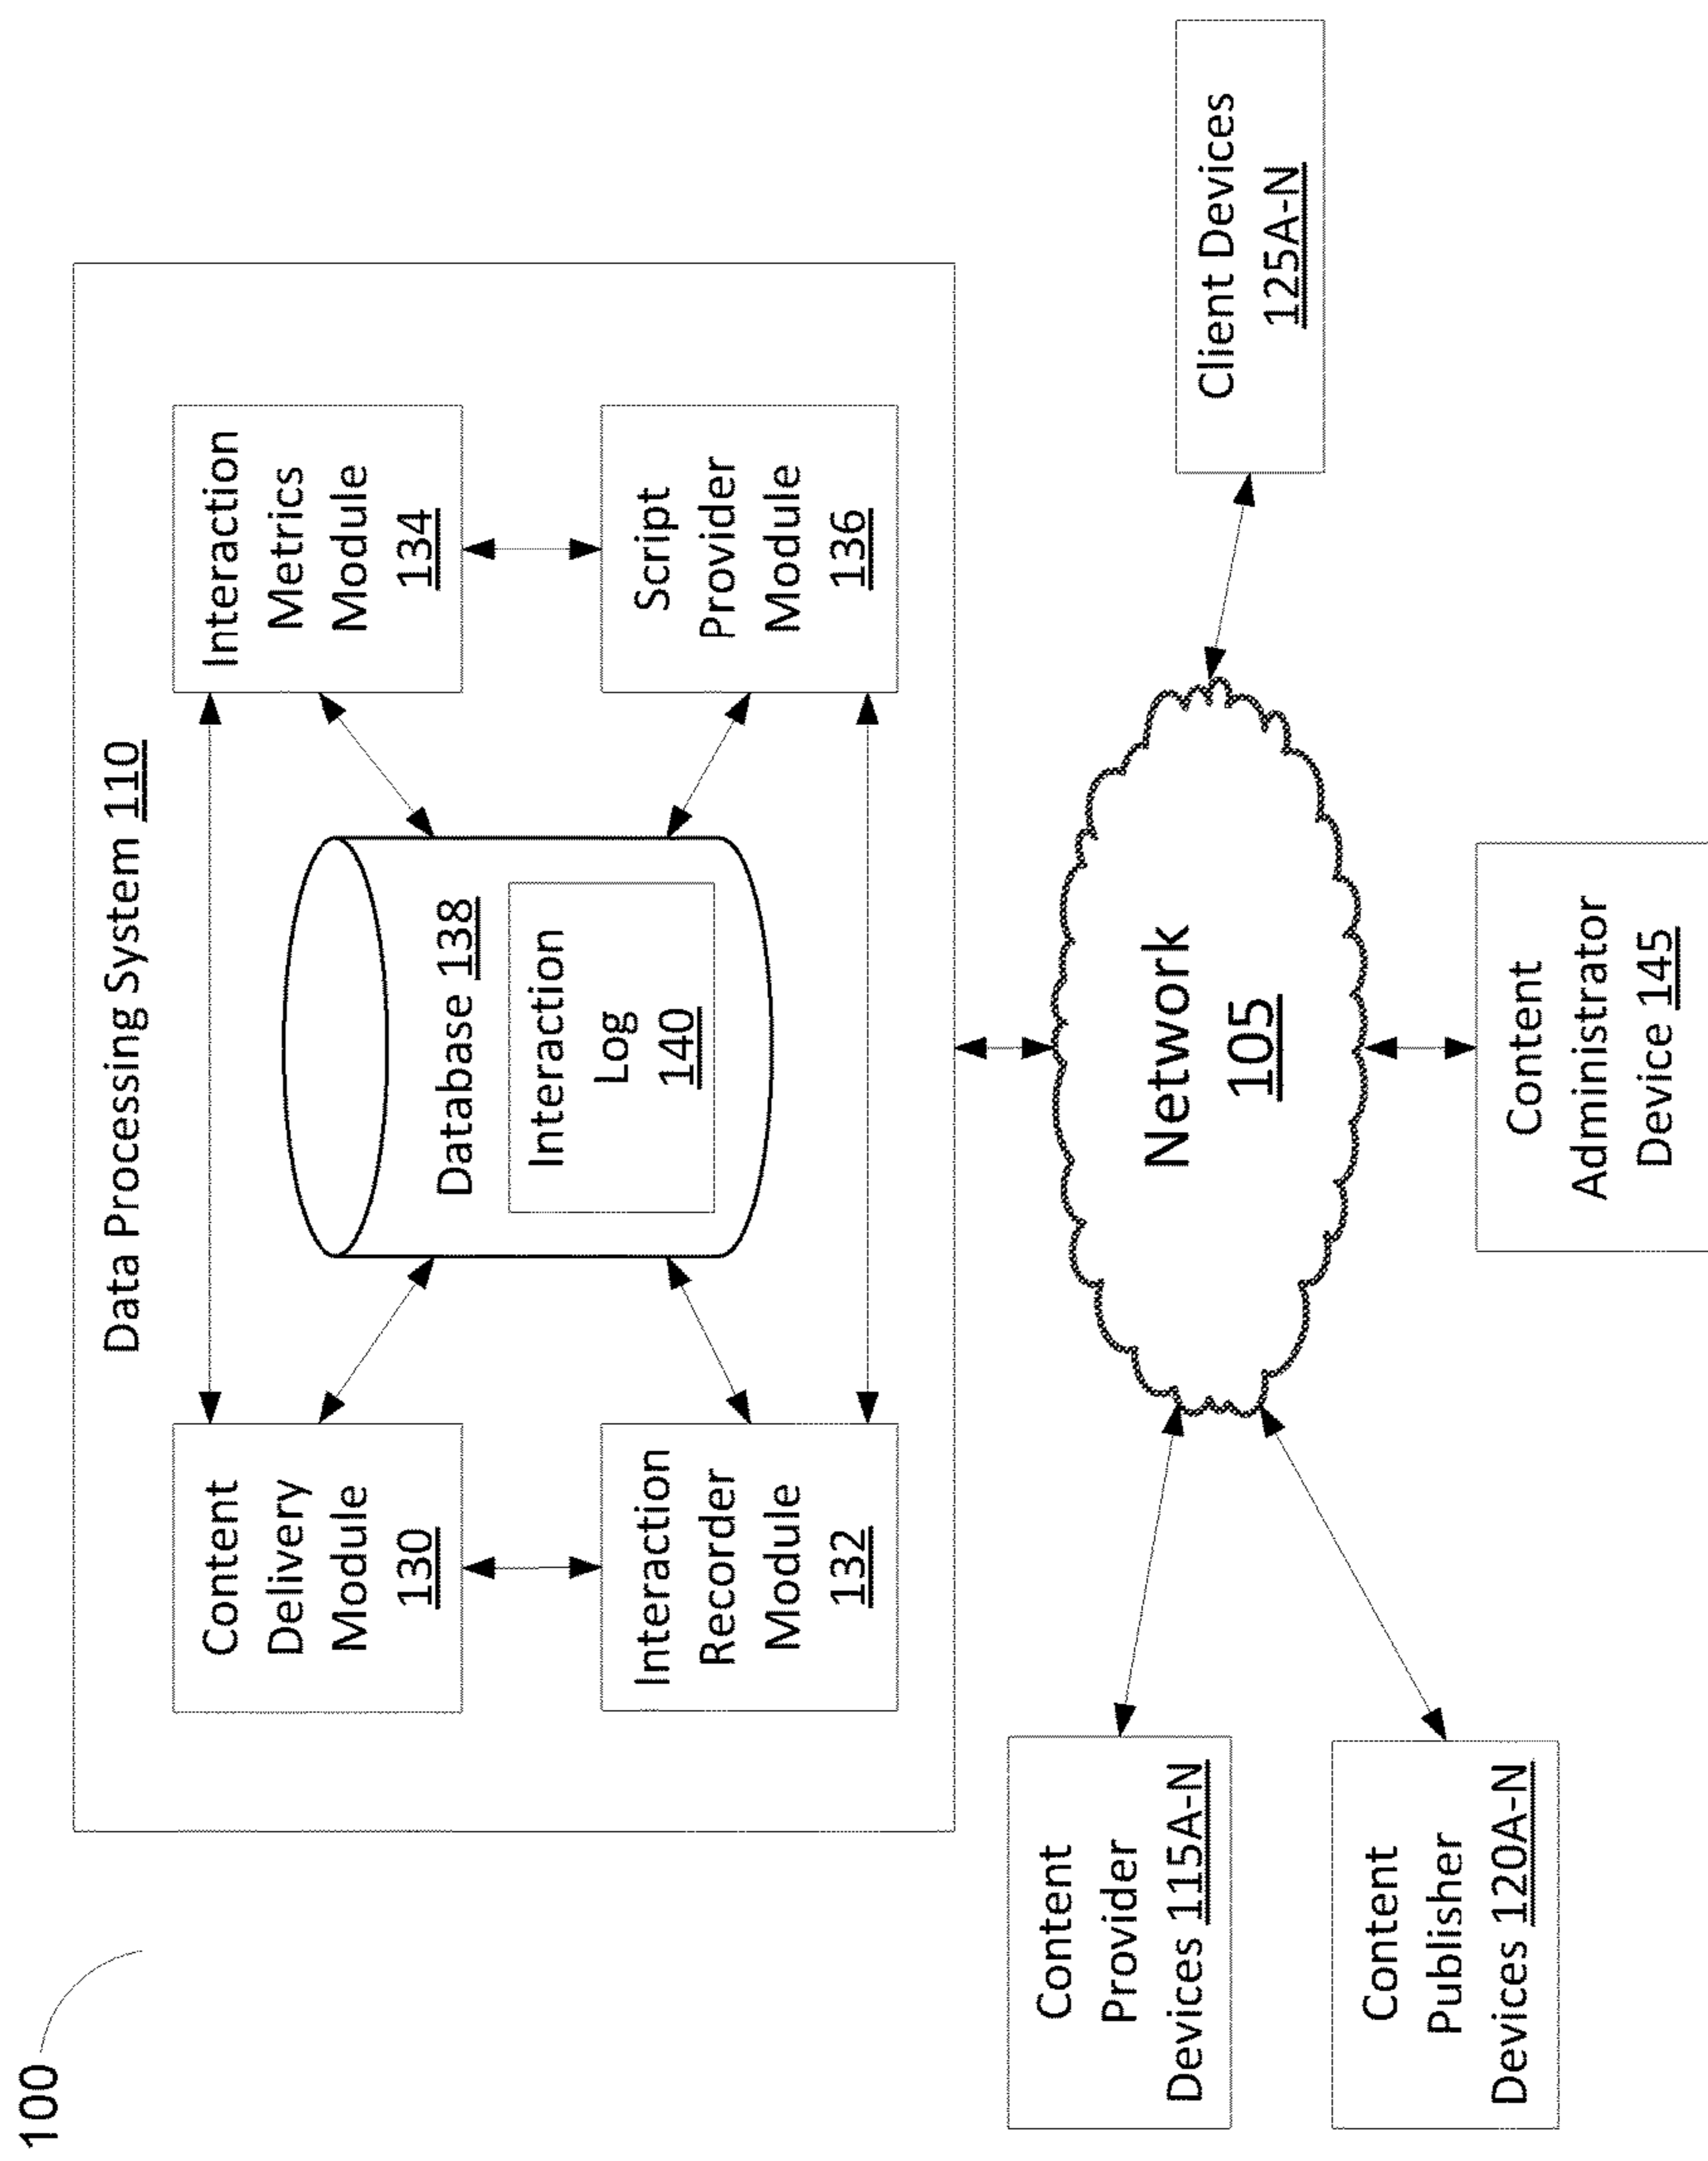 100
Data Processing System 110
Content
Delivery
Module
130
Interaction
Metrics
Module
134
Database 138
Interaction
Log
140
Interaction
Recorder
Module
132
Script
Provider
Module
136
Content
Provider
Devices 115A-N
Network
105
Client Devices
125A-N
Content
Publisher
Devices 120A-N
Content
Administrator
Device 145